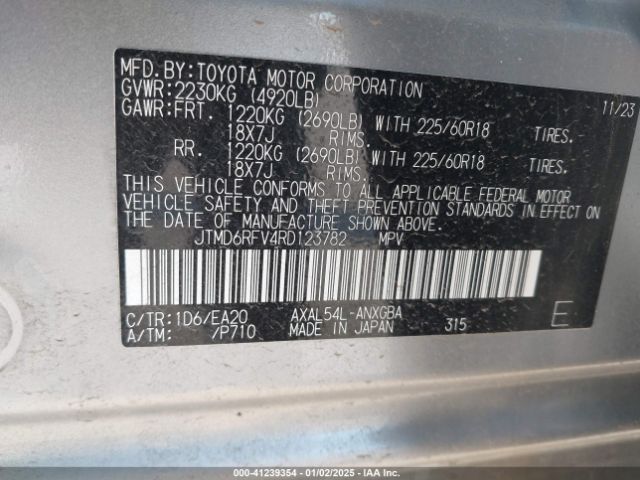 MFD.BY:TOYOTA MOTOR CORPORATION 11/23
GVWR:2230KG (4920LB)
GAWR:FRT. 1220KG (2690LB) WITH 225/60R18 TIRES.
18X7J RIMS.
RR. 1220KG (2690LB) WITH 225/60R18 TIRES.
18X7J RIMS.
THIS VEHICLE CONFORMS TO ALL APPLICABLE FEDERAL MOTOR
VEHICLE SAFETY AND THEFT PREVENTION STANDARDS IN EFFECT ON
THE DATE OF MANUFACTURE SHOWN ABOVE.
JTMD6RFV4RD123782 MPV
C/TR:1D6/EA20 AXAL54L-ANXGBA
A/TM: /P710 MADE IN JAPAN 315 E
000-41239354 | 01/02/2025 | IAA Inc.